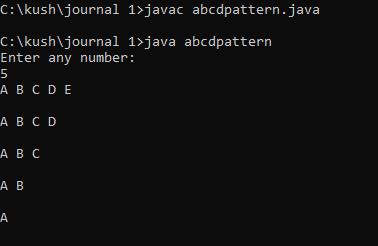 C:\kush\journal 1>javac abcdpattern.java
C:\kush\journal 1>java abcdpattern
Enter any number:
5
A B C D E
A B C D
A B C
A B
A